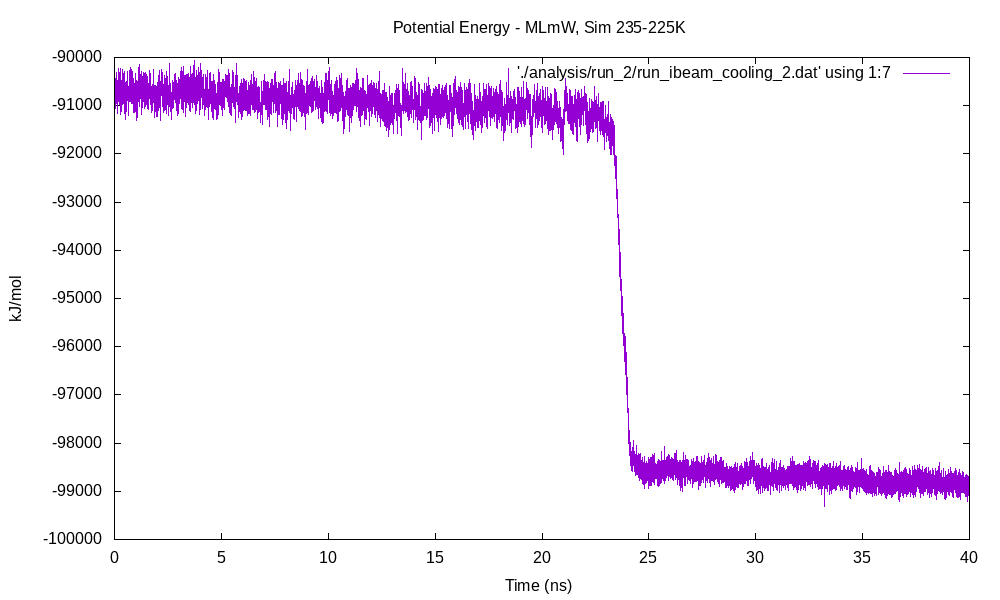 Potential Energy - MLmW, Sim 235-225K
'./analysis/run_2/run_ibeam_cooling_2.dat' using 1:7
-90000
-91000
-92000
-93000
-94000
-95000
-96000
-97000
-98000
-99000
-100000
kJ/mol
0 5 10 15 20 25 30 35 40
Time (ns)